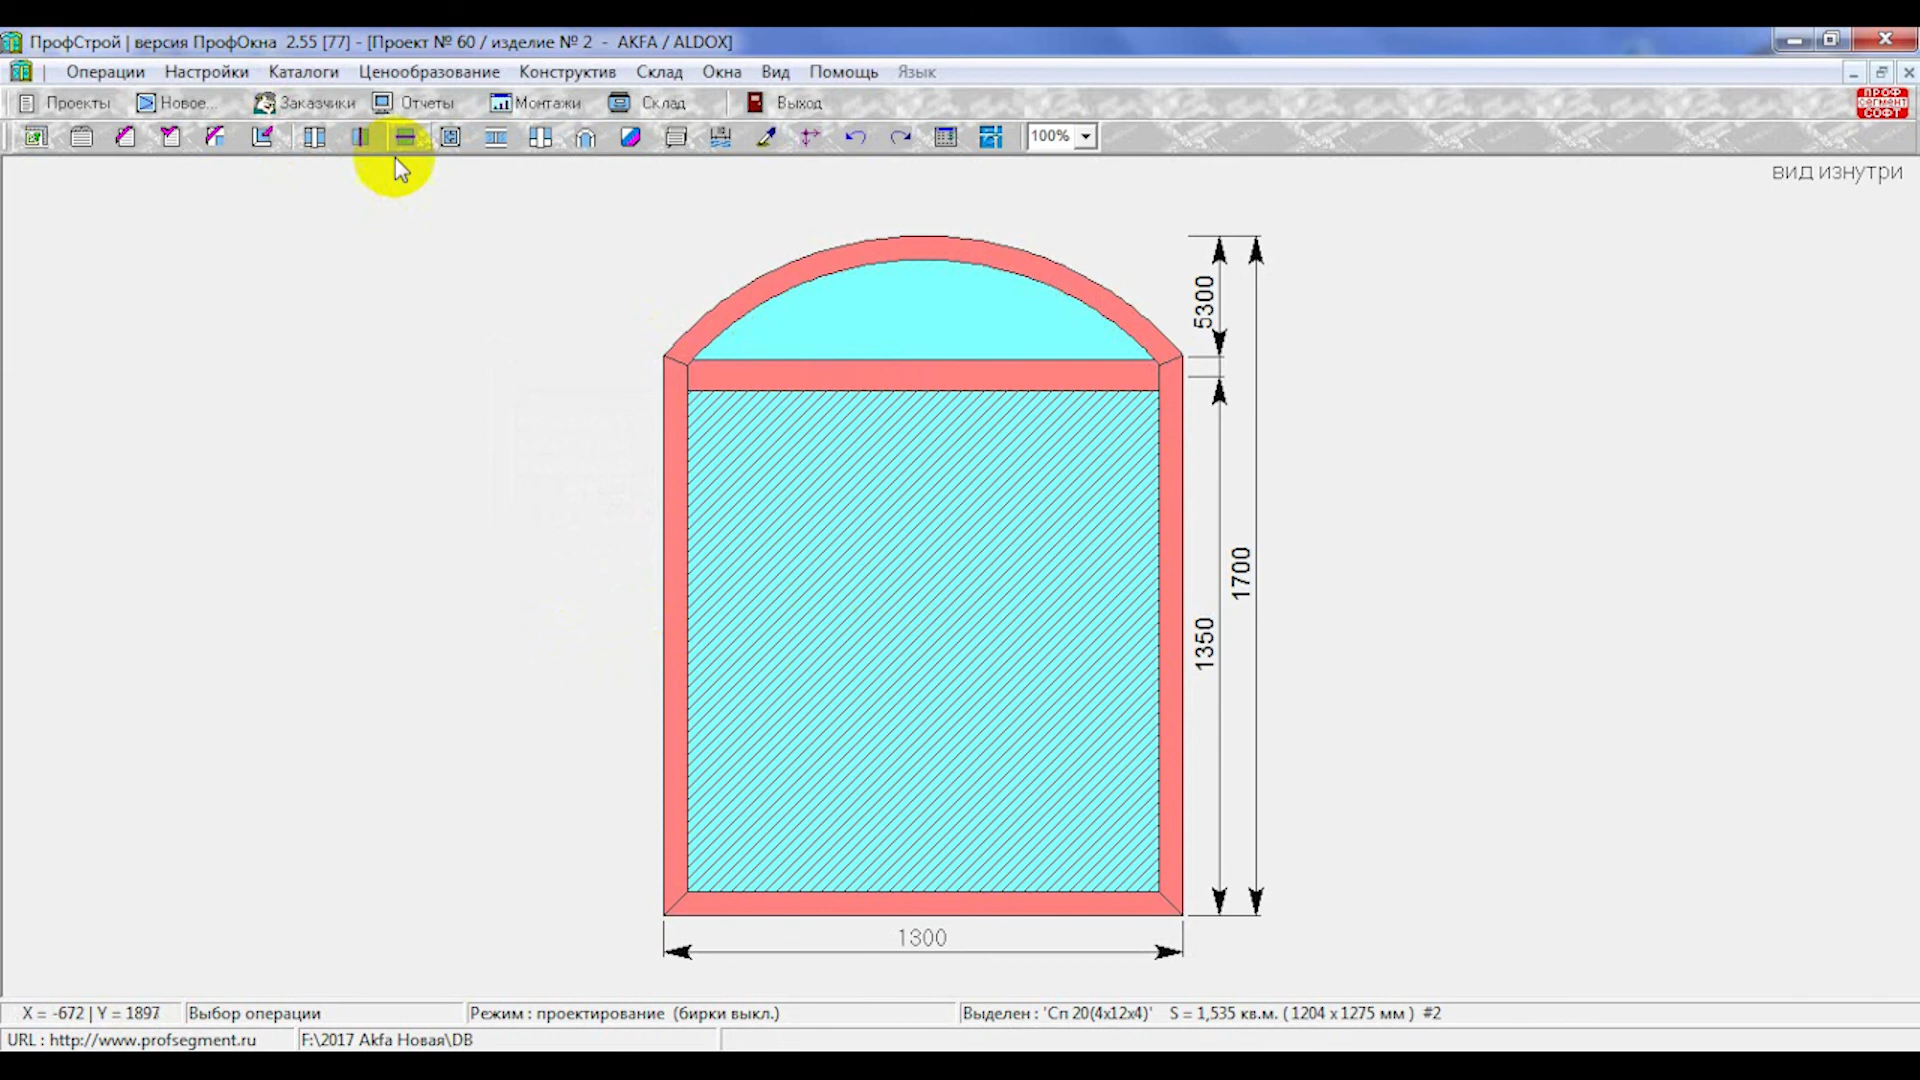 ПрофСтрой | версия ПрофОкна 2.55 [77] - [Проект № 60 / изделие № 2 - AKFA / ALDOX]
Операции Настройки Каталоги Ценообразование Конструктив Склад Окна Вид Помощь Язык
Проекты Новое... Заказчики Отчеты Монтажи Склад Выход
ПРОФ
сегмент
СОФТ
100%
вид изнутри
5300
1700
1350
1300
X = -672 | Y = 1897 Выбор операции Режим : проектирование (бирки выкл.) Выделен : 'Сп 20(4x12x4)' S = 1,535 кв.м. ( 1204 x 1275 мм ) #2
URL : http://www.profsegment.ru F:\2017 Akfa Новая\DB